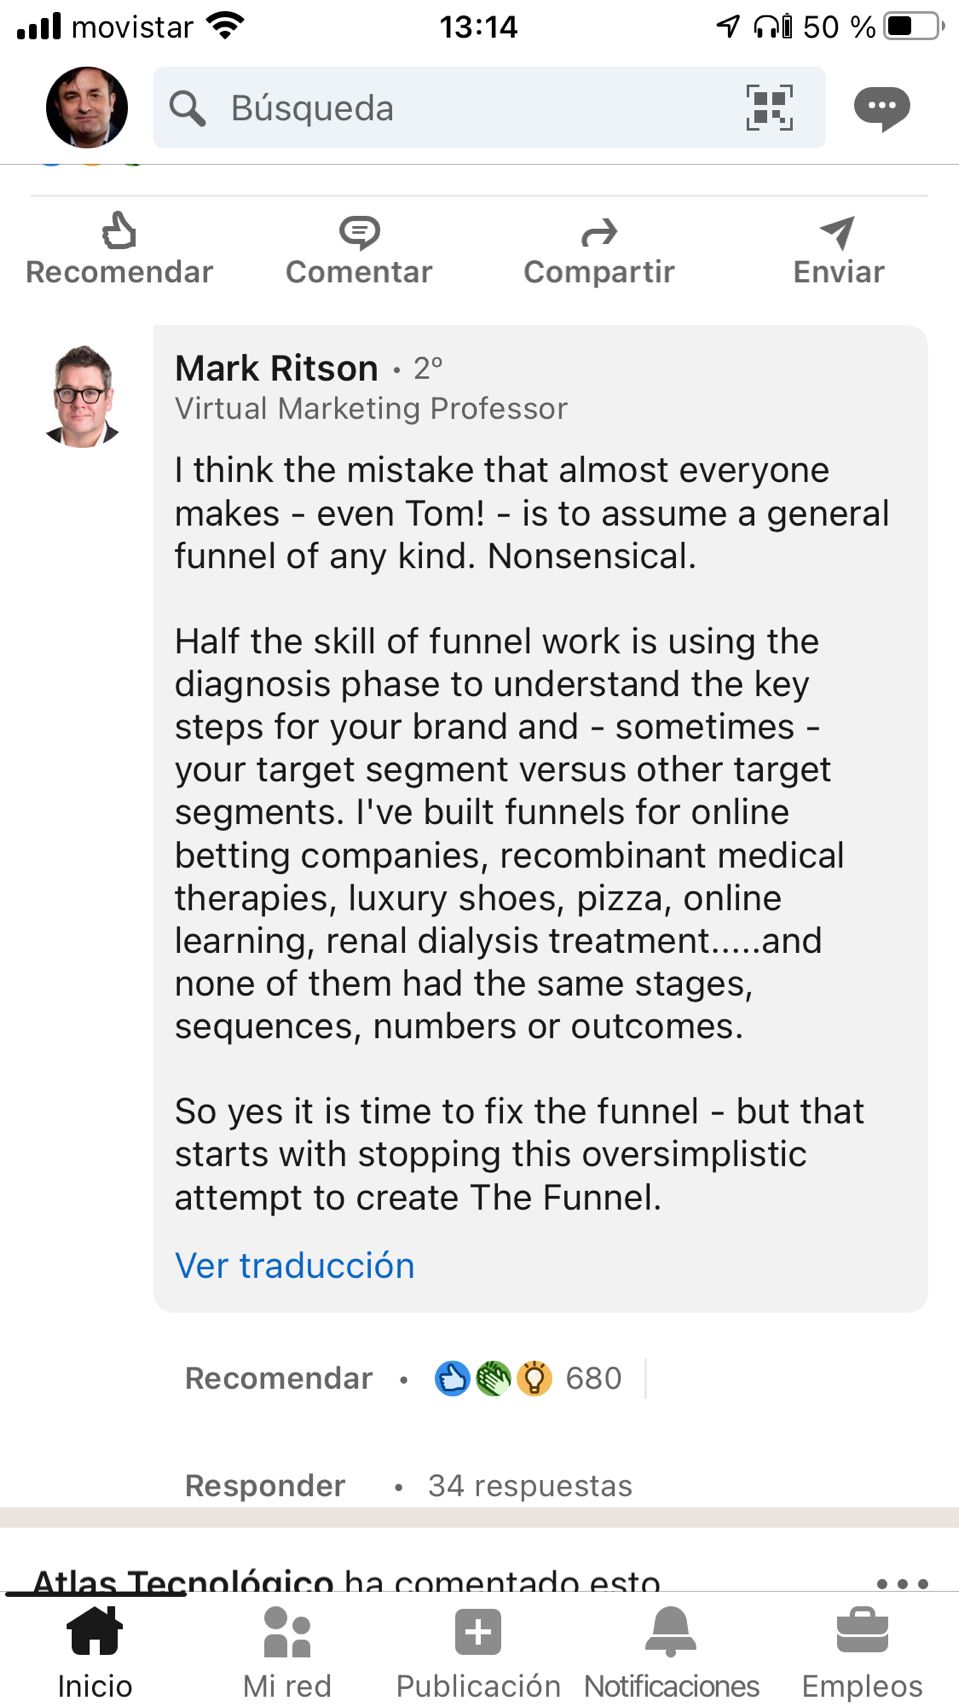 movistar 13:14 50 %
Búsqueda
Recomendar Comentar Compartir Enviar
Mark Ritson • 2º
Virtual Marketing Professor
I think the mistake that almost everyone
makes - even Tom! - is to assume a general
funnel of any kind. Nonsensical.
Half the skill of funnel work is using the
diagnosis phase to understand the key
steps for your brand and - sometimes -
your target segment versus other target
segments. I've built funnels for online
betting companies, recombinant medical
therapies, luxury shoes, pizza, online
learning, renal dialysis treatment.....and
none of them had the same stages,
sequences, numbers or outcomes.
So yes it is time to fix the funnel - but that
starts with stopping this oversimplistic
attempt to create The Funnel.
Ver traducción
Recomendar • 680
Responder • 34 respuestas
Atlas Tecnológico ha comentado esto
Inicio Mi red Publicación Notificaciones Empleos